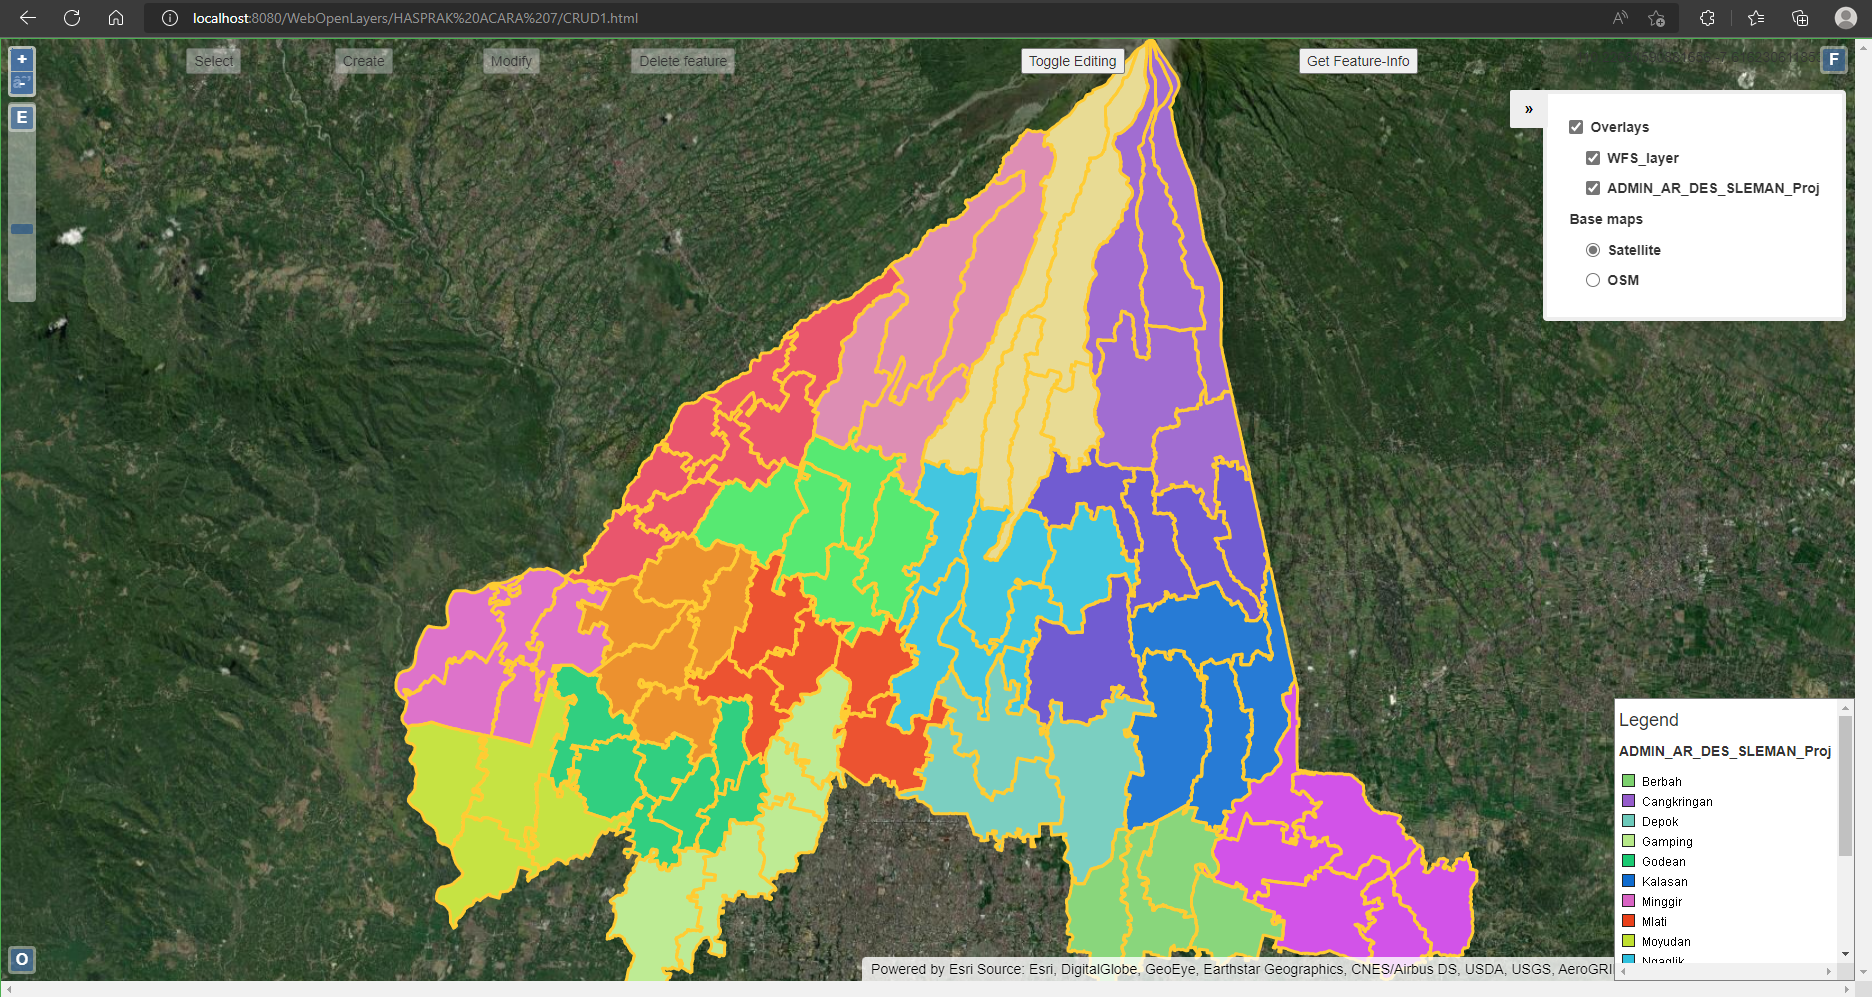 localhost:8080/WebOpenLayers/HASPRAK%20ACARA%207/CRUD1.html
+
-
E
Select
Create
Modify
Delete feature
Toggle Editing
Get Feature-Info
F
»
Overlays
WFS_layer
ADMIN_AR_DES_SLEMAN_Proj
Base maps
Satellite
OSM
Legend
ADMIN_AR_DES_SLEMAN_Proj
Berbah
Cangkringan
Depok
Gamping
Godean
Kalasan
Minggir
Mlati
Moyudan
Ngaglik
O
Powered by Esri Source: Esri, DigitalGlobe, GeoEye, Earthstar Geographics, CNES/Airbus DS, USDA, USGS, AeroGRI